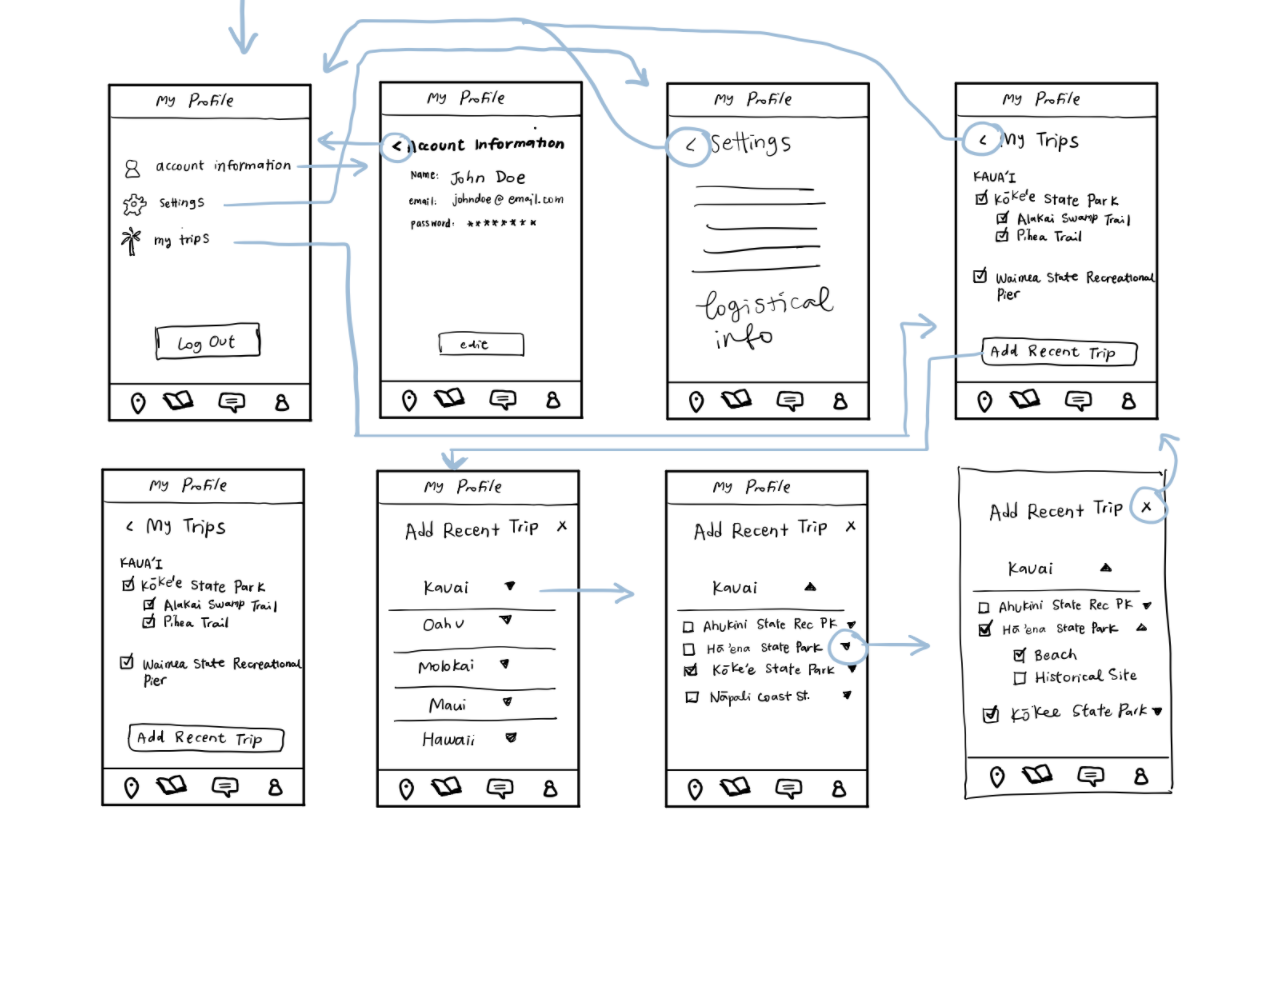 My Profile
account information
Settings
my trips
Log Out
My Profile
< Account Information
Name: John Doe
email: johndoe@email.com
password: ********
edit
My Profile
< Settings
logistical
info
My Profile
< My Trips
KAUA'I
Kōke'e State Park
Alakai Swamp Trail
Pihea Trail
Waimea State Recreational
Pier
Add Recent Trip
My Profile
< My Trips
KAUA'I
Kōke'e State Park
Alakai Swamp Trail
Pihea Trail
Waimea State Recreational
Pier
Add Recent Trip
My Profile
Add Recent Trip x
Kauai
Oahu
Molokai
Maui
Hawaii
My Profile
Add Recent Trip x
Kauai
Ahukini State Rec PK
Hā'ena State Park
Kōke'e State Park
Nāpali Coast St.
Add Recent Trip x
Kauai
Ahukini State Rec PK
Hā'ena State Park
Beach
Historical Site
Kōkee State Park